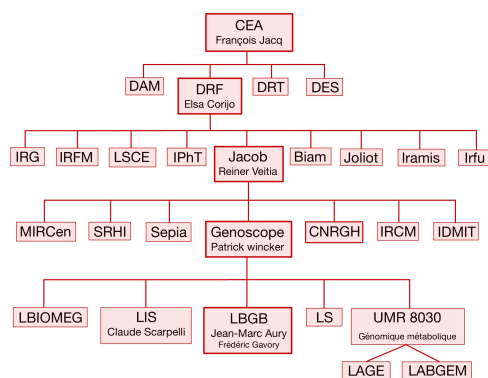 CEA
François Jacq
DAM
DRF
Elsa Corijo
DRT
DES
IRG
IRFM
LSCE
IPhT
Jacob
Reiner Veitia
Biam
Joliot
Iramis
Irfu
MIRCen
SRHI
Sepia
Genoscope
Patrick wincker
CNRGH
IRCM
IDMIT
LBIOMEG
LIS
Claude Scarpelli
LBGB
Jean-Marc Aury
Frédéric Gavory
LS
UMR 8030
Génomique métabolique
LAGE
LABGEM